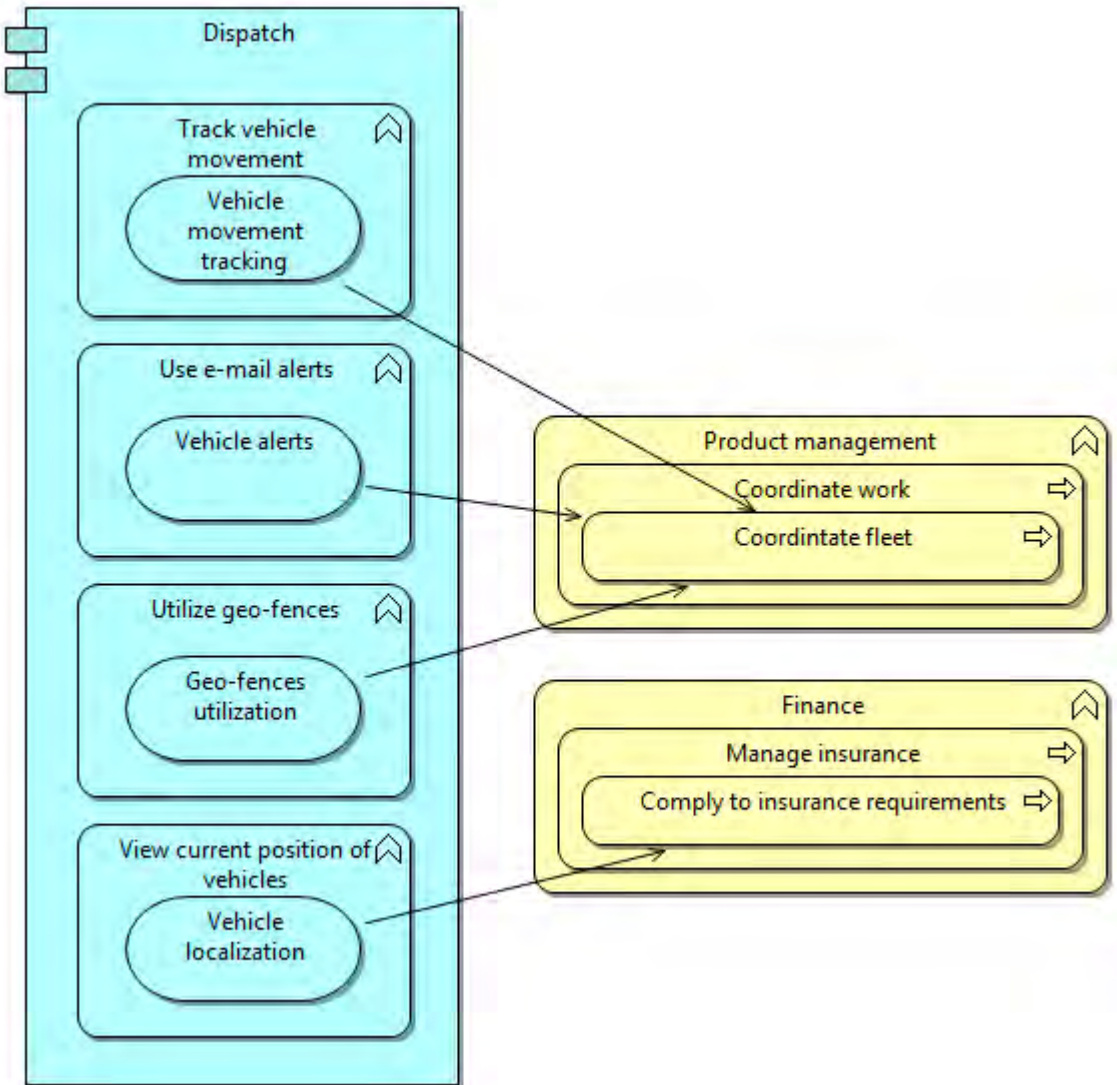 Dispatch
Track vehicle
movement
Vehicle
movement
tracking
Use e-mail alerts
Vehicle alerts
Utilize geo-fences
Geo-fences
utilization
View current position of
vehicles
Vehicle
localization
Product management
Coordinate work
Coordintate fleet
Finance
Manage insurance
Comply to insurance requirements